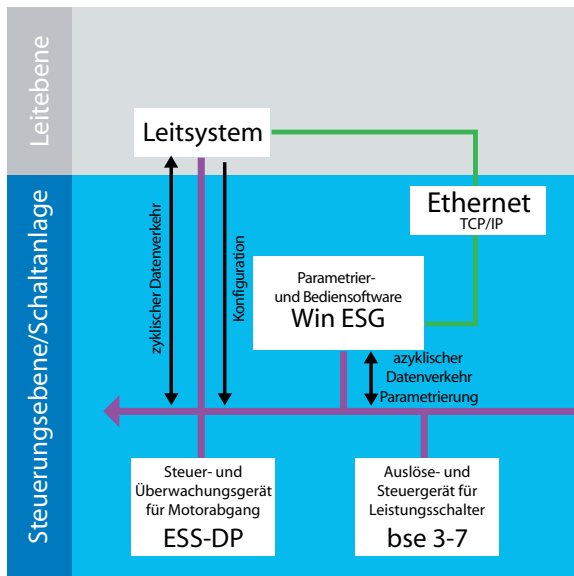 Leitebene
Leitsystem
Steuerungsebene/Schaltanlage
zyklischer Datenverkehr
Konfiguration
Ethernet
TCP/IP
Parametrier-
und Bediensoftware
Win ESG
azyklischer
Datenverkehr
Parametrierung
Steuer- und
Überwachungsgerät
für Motorabgang
ESS-DP
Auslöse- und
Steuergerät für
Leistungsschalter
bse 3-7